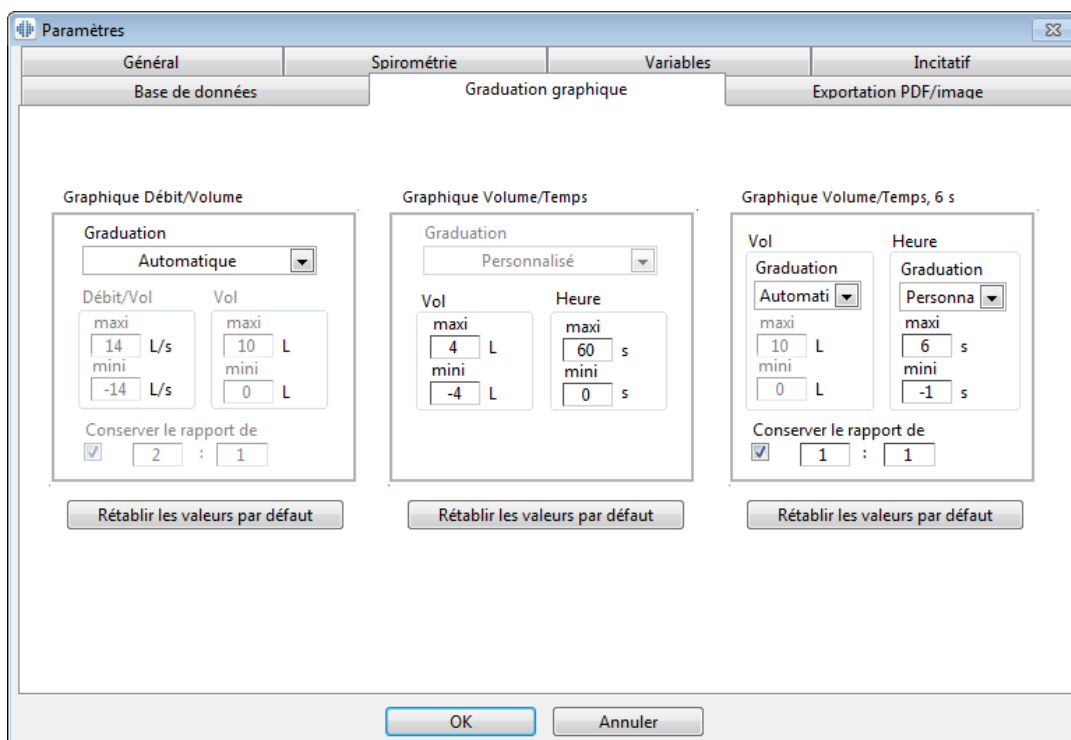 Paramètres
Général Spirométrie Variables Incitatif
Base de données Graduation graphique Exportation PDF/image
Graphique Débit/Volume
Graduation
Automatique
Débit/Vol Vol
maxi maxi
14 L/s 10 L
mini mini
-14 L/s 0 L
Conserver le rapport de
2 : 1
Rétablir les valeurs par défaut
Graphique Volume/Temps
Graduation
Personnalisé
Vol Heure
maxi maxi
4 L 60 s
mini mini
-4 L 0 s
Rétablir les valeurs par défaut
Graphique Volume/Temps, 6 s
Vol Heure
Graduation Graduation
Automati Personna
maxi maxi
10 L 6 s
mini mini
0 L -1 s
Conserver le rapport de
1 : 1
Rétablir les valeurs par défaut
OK Annuler